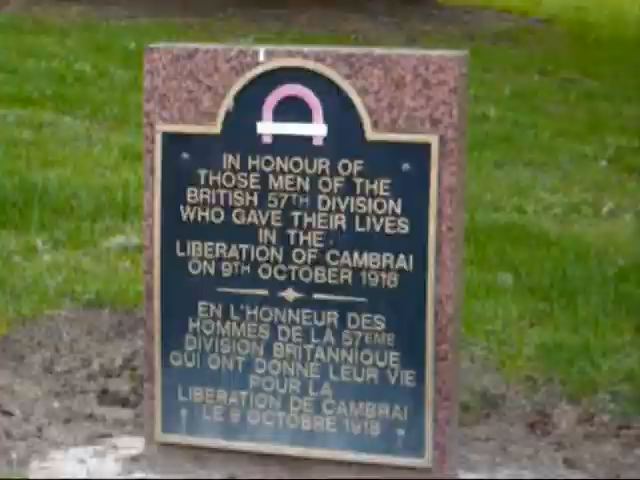 IN HONOUR OF
THOSE MEN OF THE
BRITISH 57TH DIVISION
WHO GAVE THEIR LIVES
IN THE
LIBERATION OF CAMBRAI
ON 9TH OCTOBER 1918
EN L'HONNEUR DES
HOMMES DE LA 57EME
DIVISION BRITANNIQUE
QUI ONT DONNE LEUR VIE
POUR LA
LIBERATION DE CAMBRAI
LE 9 OCTOBRE 1918